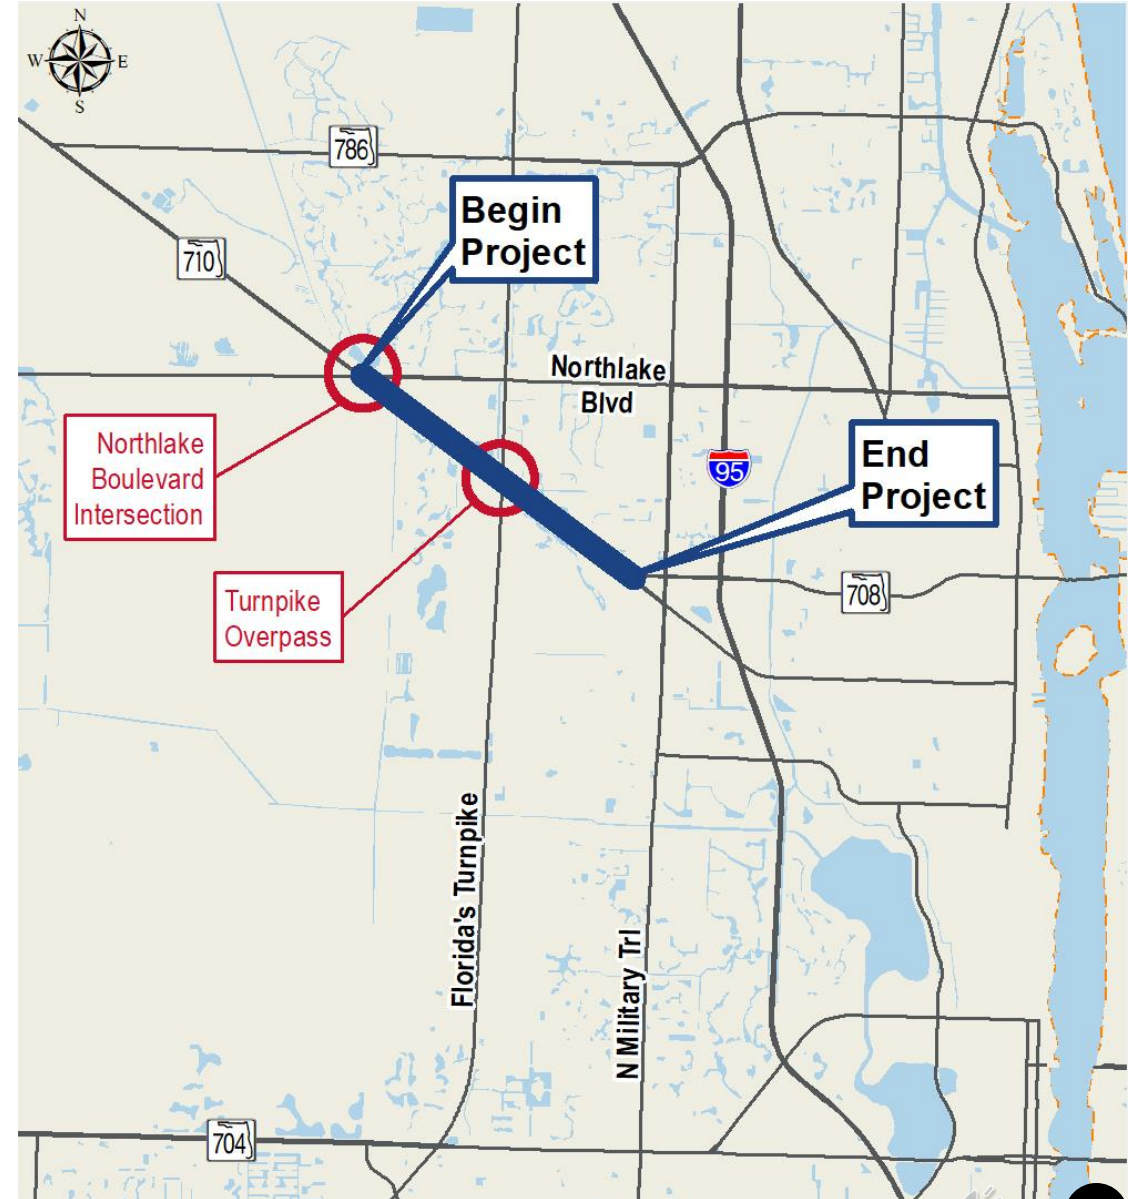 N
W
E
S
786
Begin
Project
710
Northlake
Blvd
Northlake
Boulevard
Intersection
95
End
Project
Turnpike
Overpass
708
Florida's Turnpike
N Military Trl
704